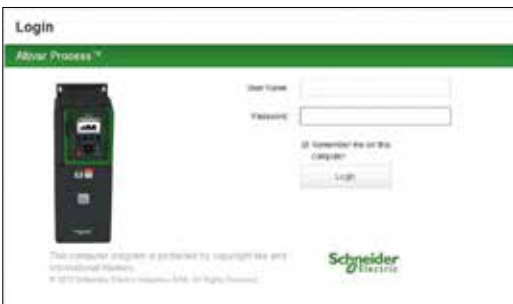 Login
Altivar Process™
User Name
Password
Remember me on this
computer
Login
This computer program is protected by copyright law and
international treaties.
Schneider
Electric